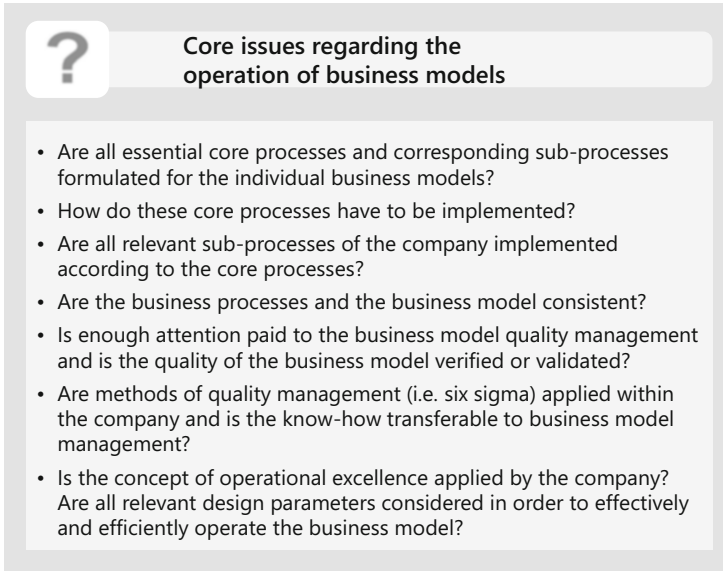 ?
Core issues regarding the
operation of business models
• Are all essential core processes and corresponding sub-processes
formulated for the individual business models?
• How do these core processes have to be implemented?
• Are all relevant sub-processes of the company implemented
according to the core processes?
• Are the business processes and the business model consistent?
• Is enough attention paid to the business model quality management
and is the quality of the business model verified or validated?
• Are methods of quality management (i.e. six sigma) applied within
the company and is the know-how transferable to business model
management?
• Is the concept of operational excellence applied by the company?
Are all relevant design parameters considered in order to effectively
and efficiently operate the business model?